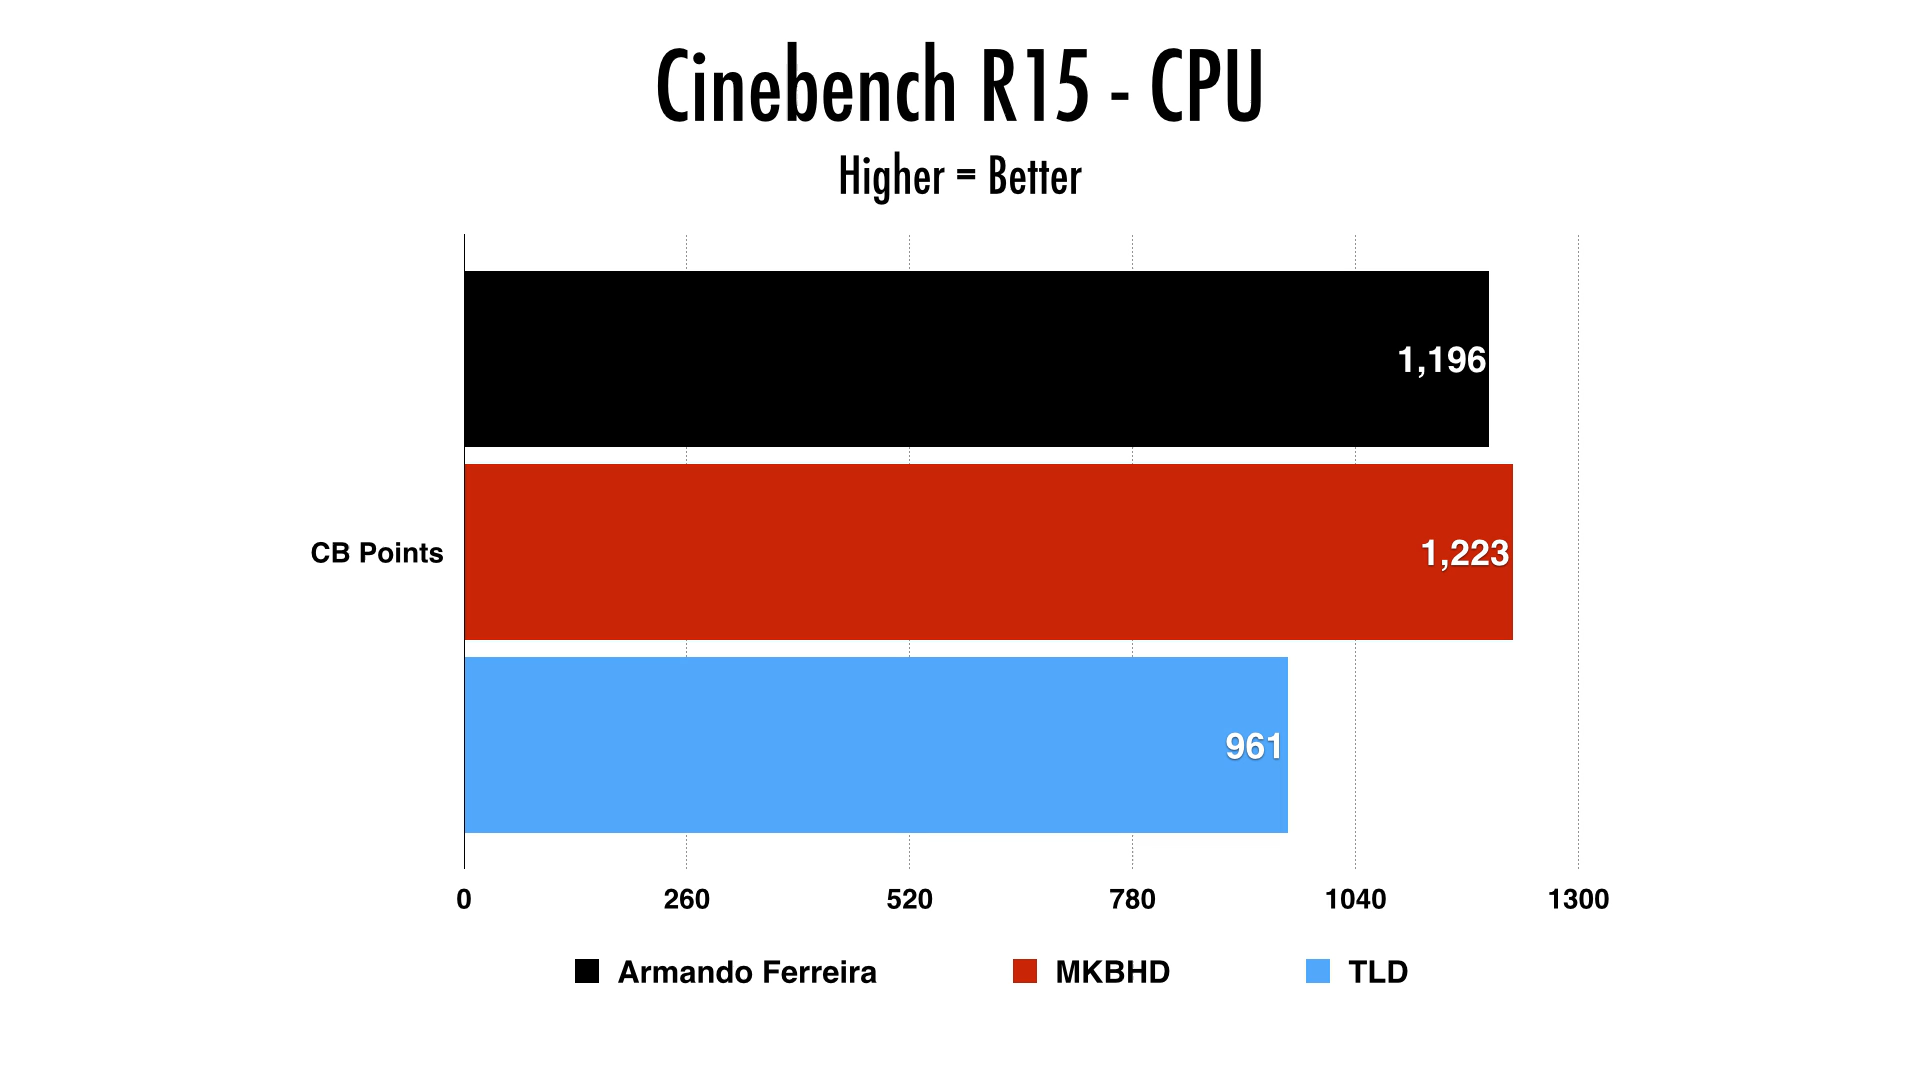 Cinebench R15 - CPU
Higher = Better
1,196
CB Points
1,223
961
0 260 520 780 1040 1300
Armando Ferreira MKBHD TLD